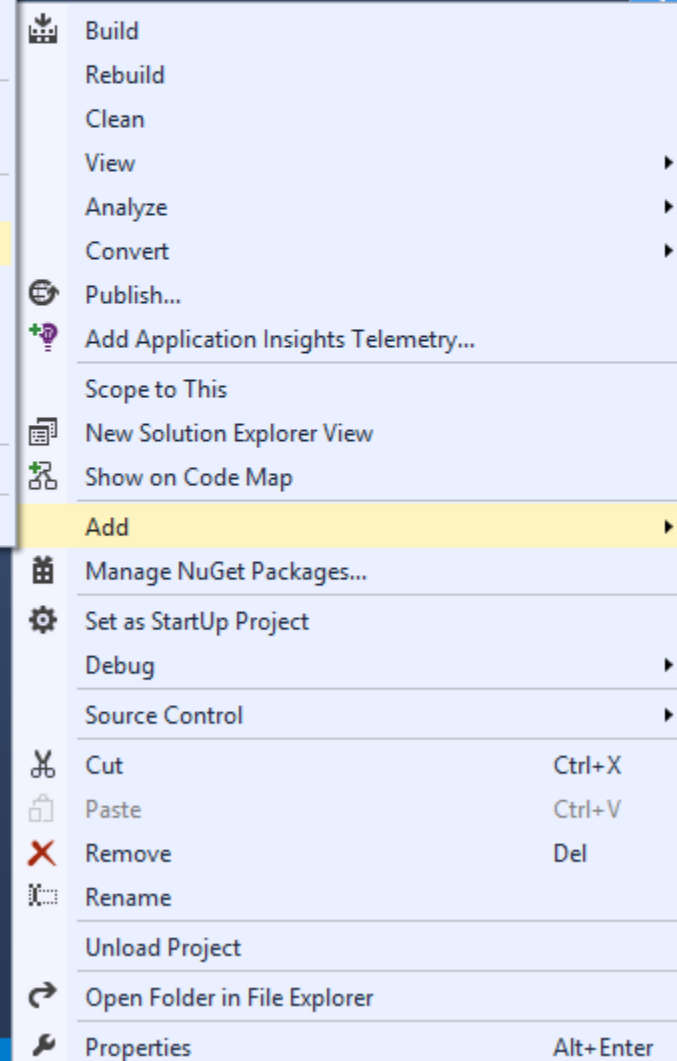 Build
Rebuild
Clean
View
Analyze
Convert
Publish...
Add Application Insights Telemetry...
Scope to This
New Solution Explorer View
Show on Code Map
Add
Manage NuGet Packages...
Set as StartUp Project
Debug
Source Control
Cut Ctrl+X
Paste Ctrl+V
Remove Del
Rename
Unload Project
Open Folder in File Explorer
Properties Alt+Enter